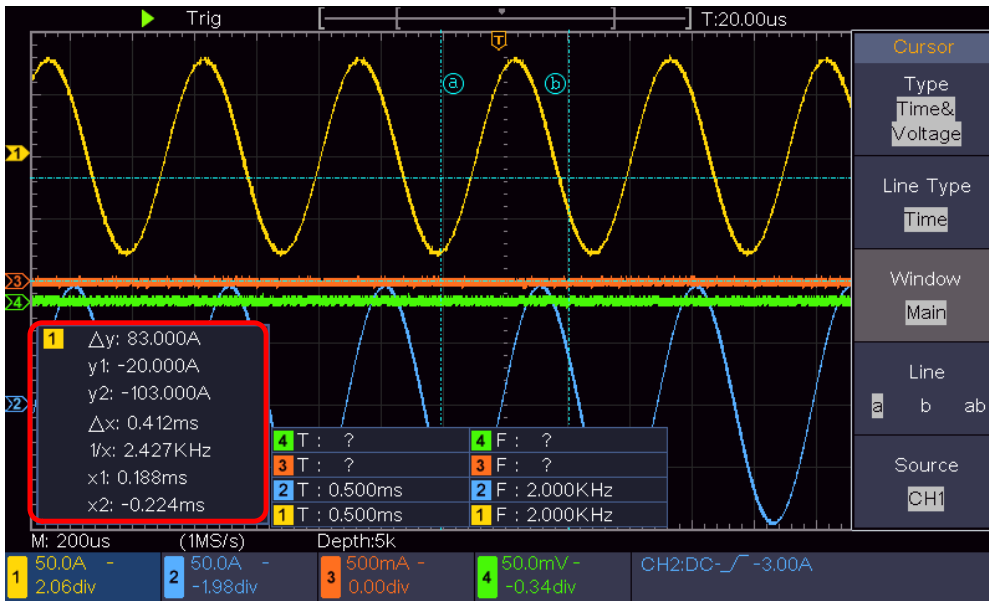 Trig
T:20.00us
T
ⓐ
ⓑ
1
3
4
2
1 △y: 83.000A
y1: -20.000A
y2: -103.000A
△x: 0.412ms
1/x: 2.427KHz
x1: 0.188ms
x2: -0.224ms
4 T : ? 4 F : ?
3 T : ? 3 F : ?
2 T : 0.500ms 2 F : 2.000KHz
1 T : 0.500ms 1 F : 2.000KHz
M: 200us (1MS/s) Depth:5k
1 50.0A - 2.06div
2 50.0A - -1.98div
3 500mA - 0.00div
4 50.0mV - -0.34div
CH2:DC-_/‾ -3.00A
Cursor
Type
Time&
Voltage
Line Type
Time
Window
Main
Line
a b ab
Source
CH1